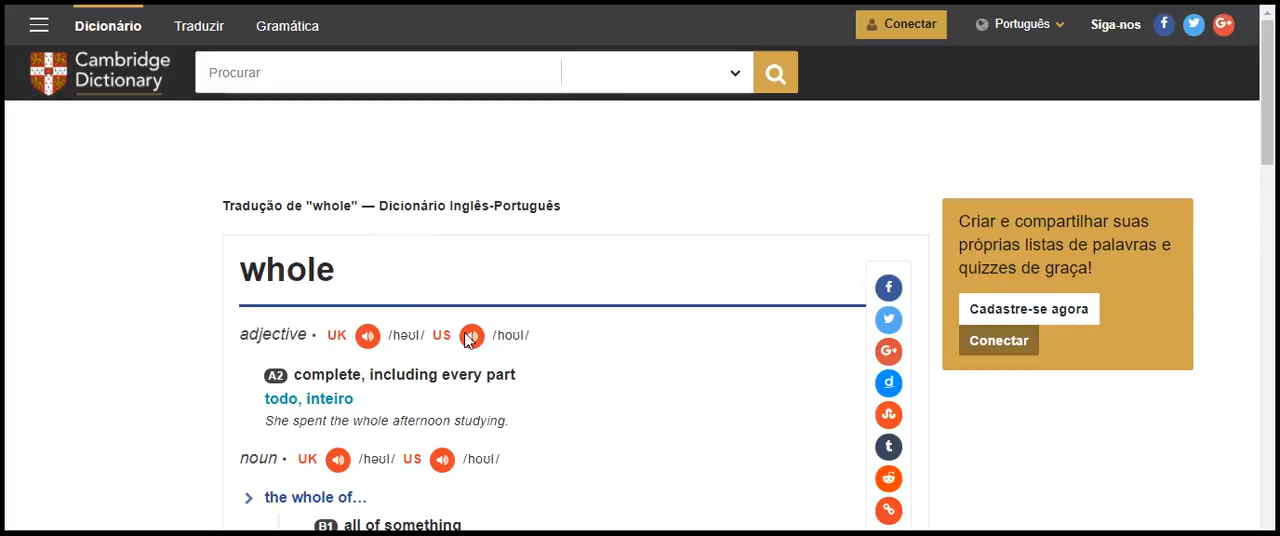 Dicionário Traduzir Gramática Conectar Português Siga-nos f G+
Cambridge
Dictionary
Procurar
Tradução de "whole" — Dicionário Inglês-Português
Criar e compartilhar suas
próprias listas de palavras e
quizzes de graça!
Cadastre-se agora
Conectar
whole
adjective • UK /həʊl/ US /hoʊl/
A2 complete, including every part
todo, inteiro
She spent the whole afternoon studying.
noun • UK /həʊl/ US /hoʊl/
the whole of…
B1 all of something
f
G+
d
t